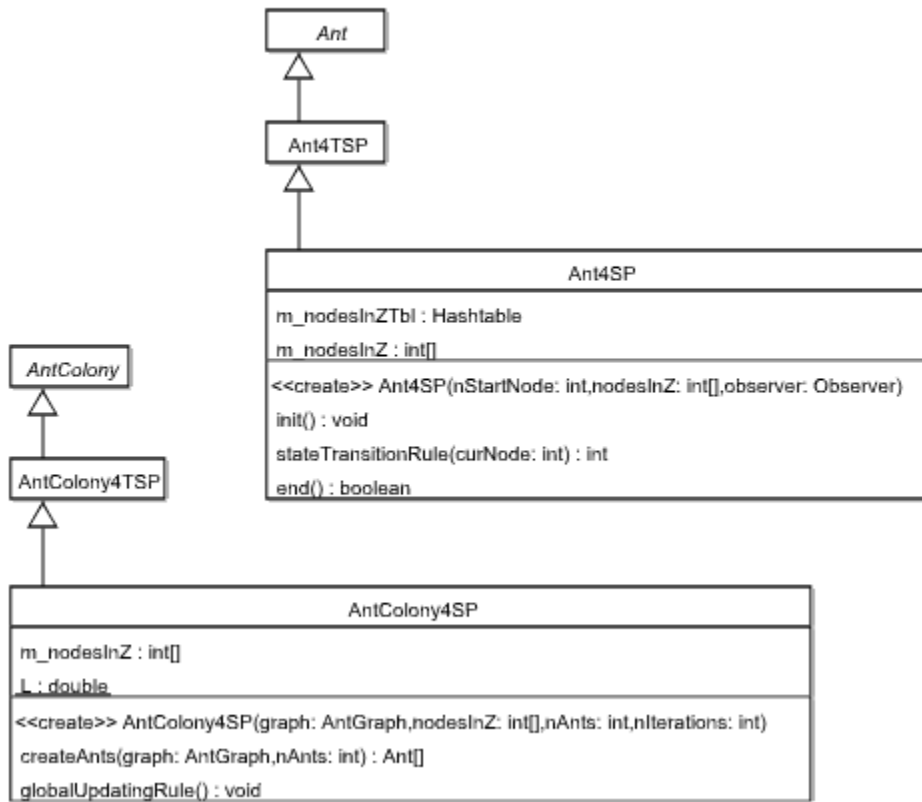 Ant
Ant4TSP
Ant4SP
m_nodesInZTbl : Hashtable
m_nodesInZ : int[]
<<create>> Ant4SP(nStartNode: int,nodesInZ: int[],observer: Observer)
init() : void
stateTransitionRule(curNode: int) : int
end() : boolean
AntColony
AntColony4TSP
AntColony4SP
m_nodesInZ : int[]
L : double
<<create>> AntColony4SP(graph: AntGraph,nodesInZ: int[],nAnts: int,nIterations: int)
createAnts(graph: AntGraph,nAnts: int) : Ant[]
globalUpdatingRule() : void